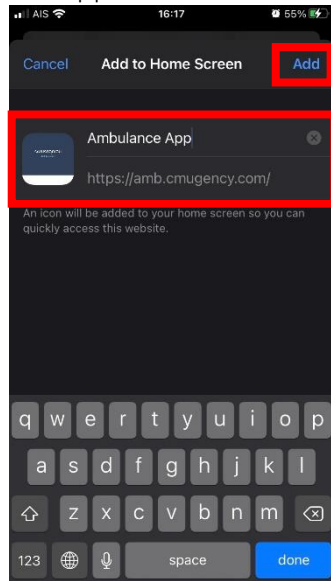 AIS 16:17 55%
Cancel Add to Home Screen Add
Ambulance App
https://amb.cmugency.com/
An icon will be added to your home screen so you can
quickly access this website.
q w e r t y u i o p
a s d f g h j k l
z x c v b n m
123 space done